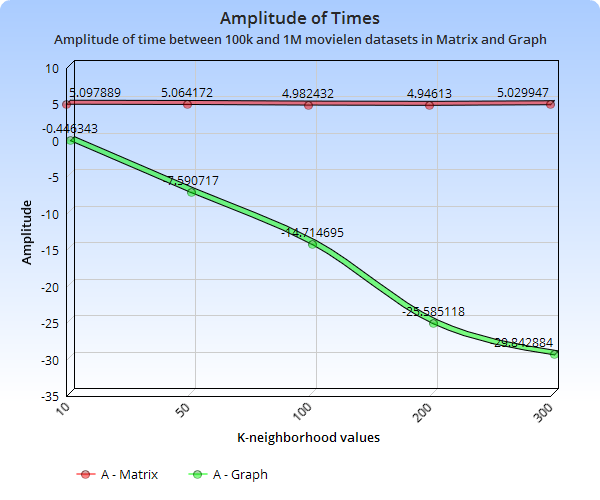 Amplitude of Times
Amplitude of time between 100k and 1M movielen datasets in Matrix and Graph
10
5.097889 5.064172 4.982432 4.94613 5.029947
5
-0.446343
0
-7.590717
-5
-10
-14.714695
-15
-20
-25.585118
-25
-29.842884
-30
-35
Amplitude
10 50 100 200 300
K-neighborhood values
A - Matrix A - Graph